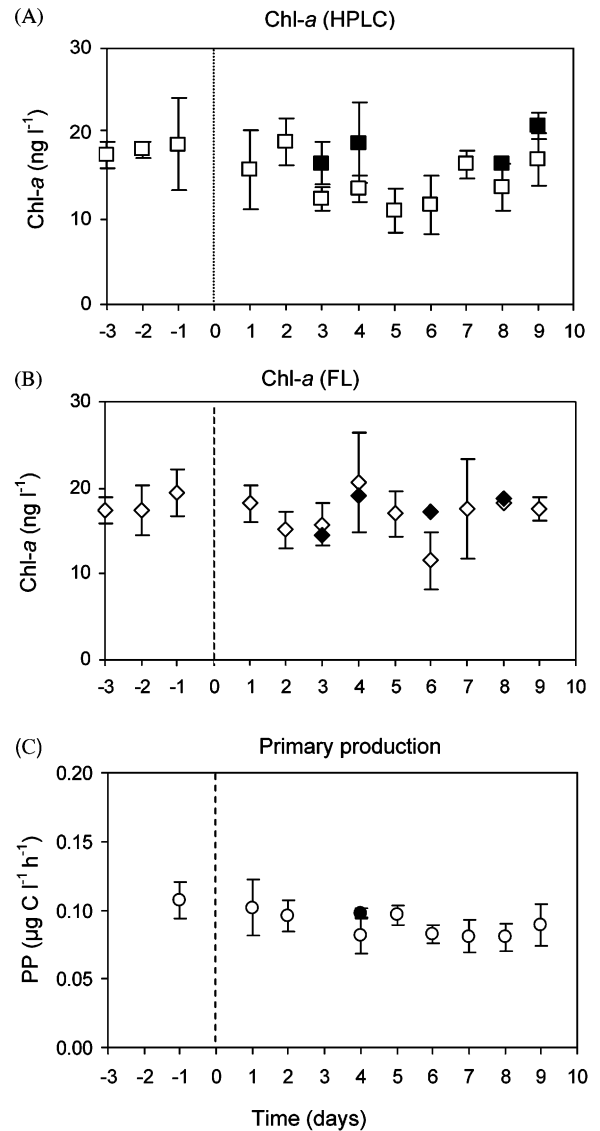 (A) Chl-a (HPLC)
30
20
10
0
Chl-a (ng l-1)
-3 -2 -1 0 1 2 3 4 5 6 7 8 9 10
(B) Chl-a (FL)
30
20
10
0
Chl-a (ng l-1)
-3 -2 -1 0 1 2 3 4 5 6 7 8 9 10
(C) Primary production
0.20
0.15
0.10
0.05
0.00
PP (µg C l-1 h-1)
-3 -2 -1 0 1 2 3 4 5 6 7 8 9 10
Time (days)